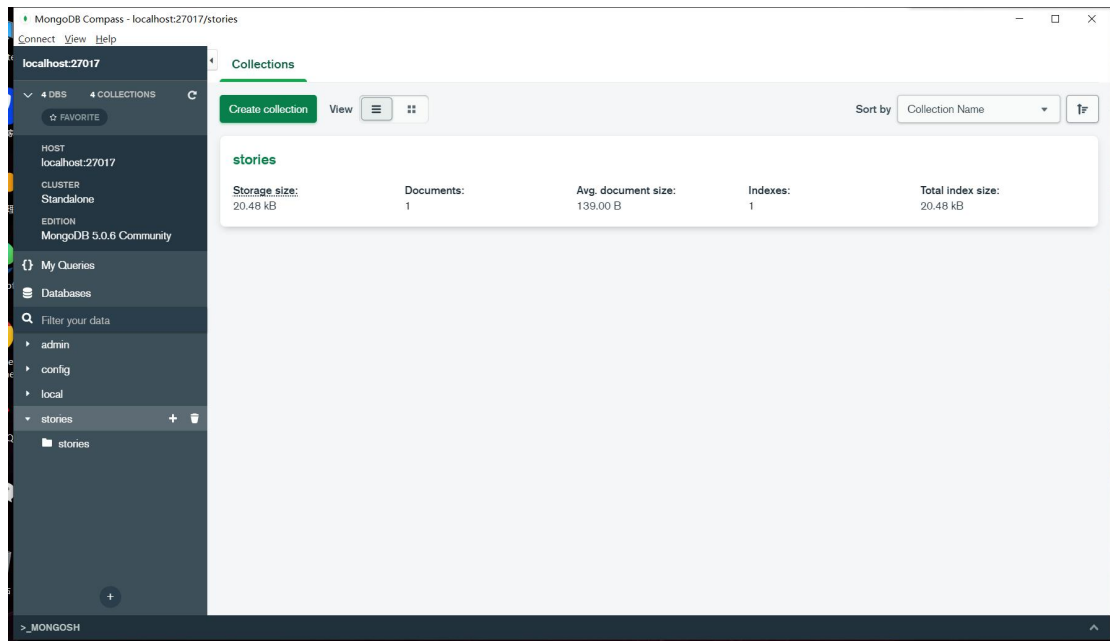 MongoDB Compass - localhost:27017/stories
Connect View Help
localhost:27017
4 DBS 4 COLLECTIONS
FAVORITE
HOST
localhost:27017
CLUSTER
Standalone
EDITION
MongoDB 5.0.6 Community
{} My Queries
Databases
Filter your data
admin
config
local
stories
stories
>_MONGOSH
Collections
Create collection
View
Sort by
Collection Name
stories
Storage size: Documents: Avg. document size: Indexes: Total index size:
20.48 kB 1 139.00 B 1 20.48 kB